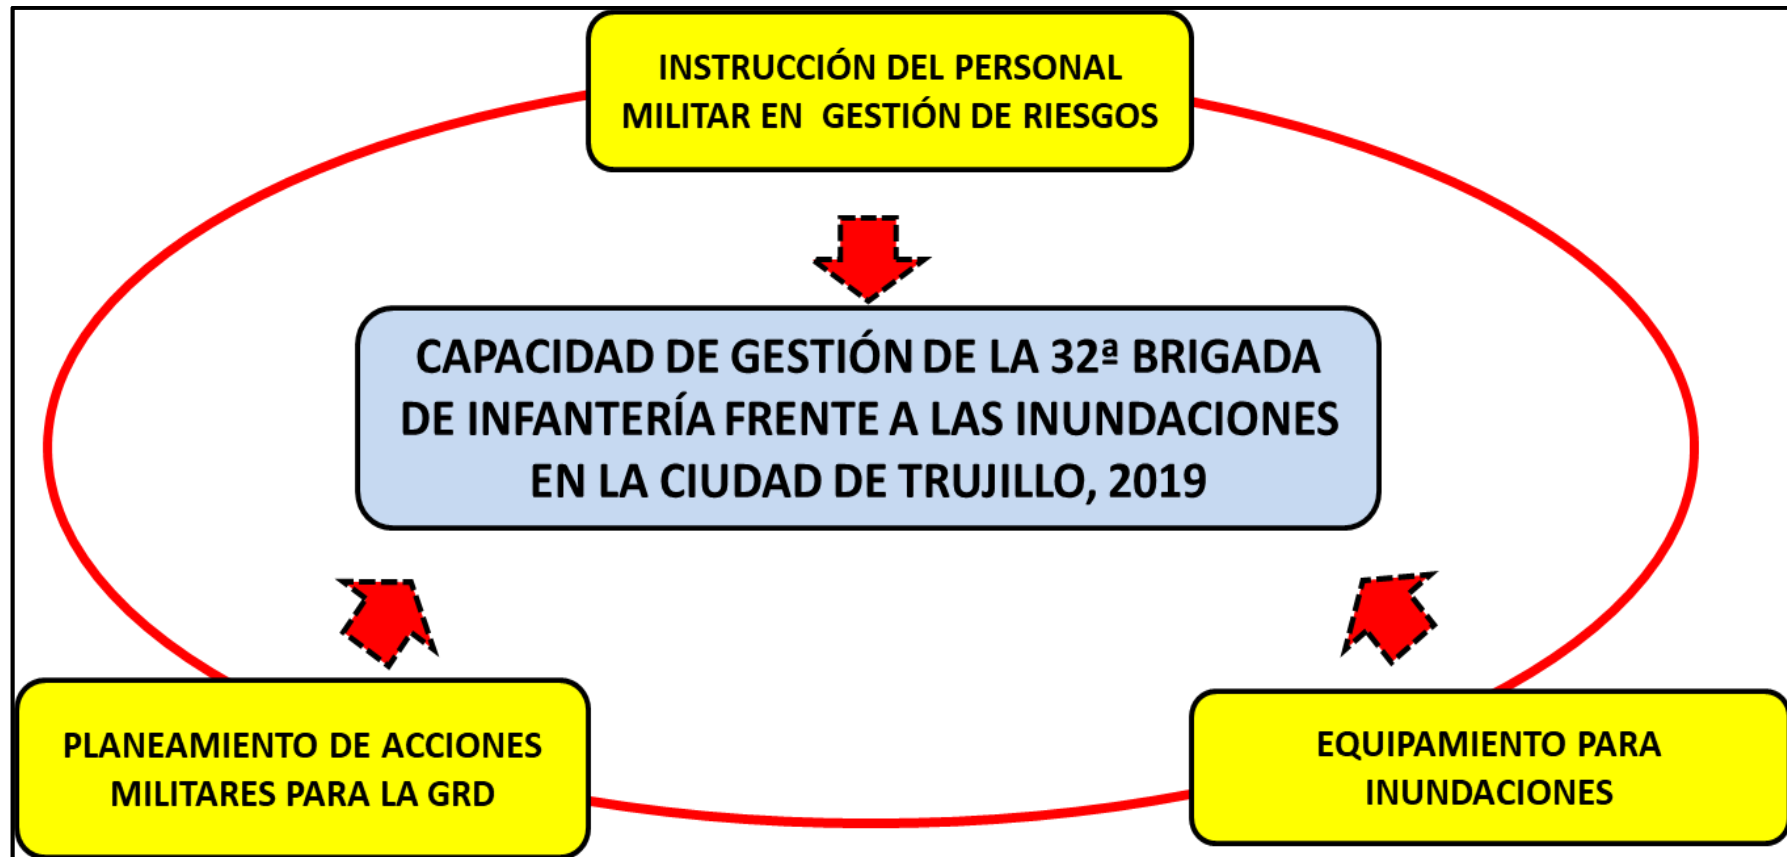 INSTRUCCIÓN DEL PERSONAL
MILITAR EN GESTIÓN DE RIESGOS
CAPACIDAD DE GESTIÓN DE LA 32ª BRIGADA
DE INFANTERÍA FRENTE A LAS INUNDACIONES
EN LA CIUDAD DE TRUJILLO, 2019
PLANEAMIENTO DE ACCIONES
MILITARES PARA LA GRD
EQUIPAMIENTO PARA
INUNDACIONES